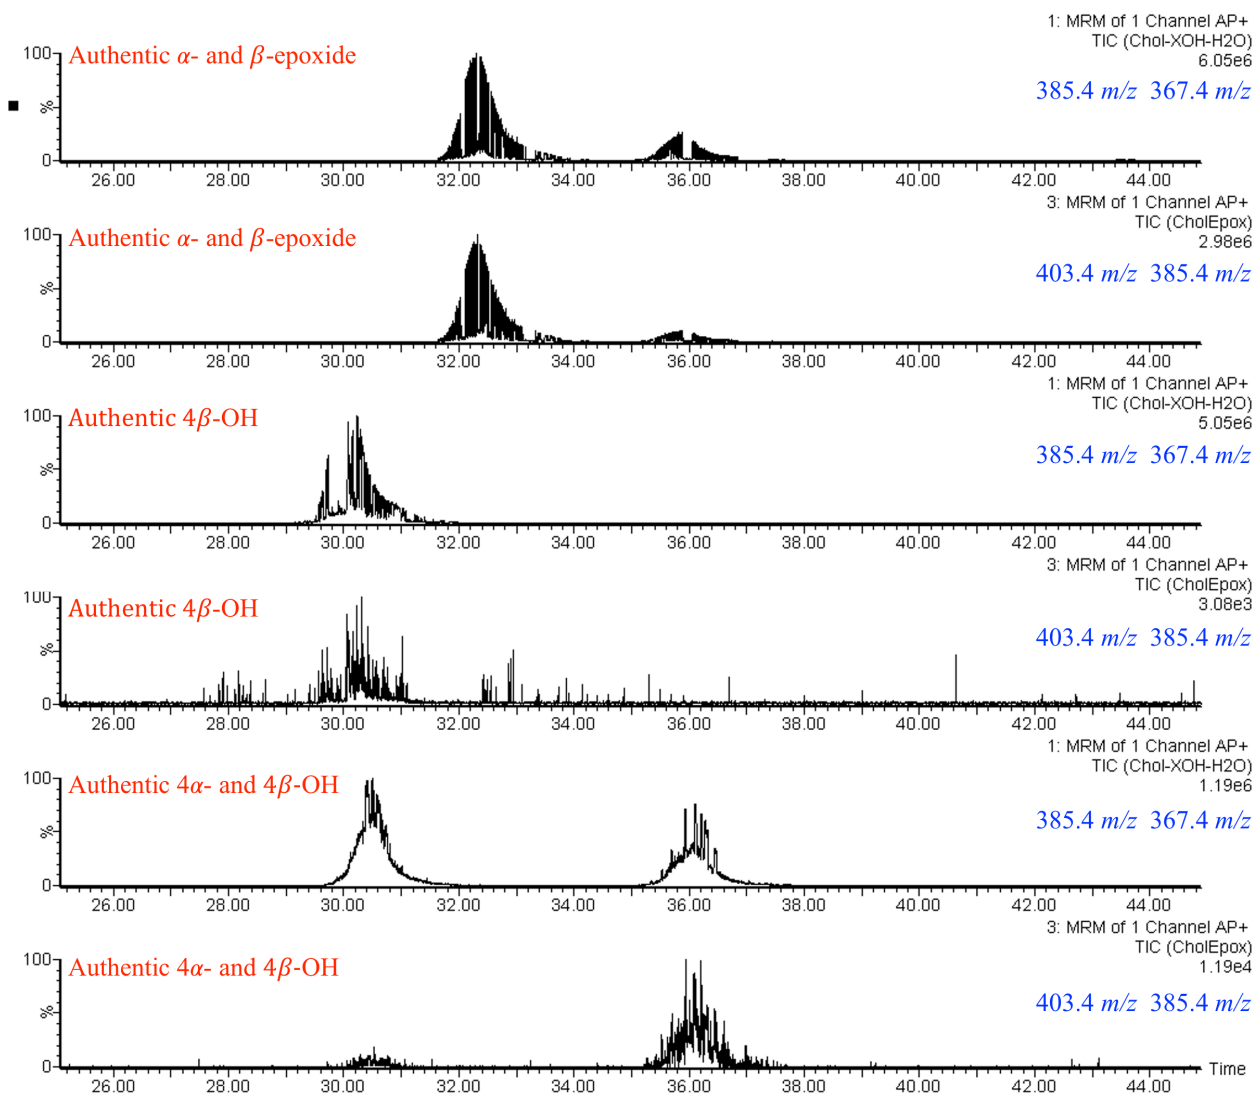 1: MRM of 1 Channel AP+
TIC (Chol-XOH-H2O)
6.05e6
100
Authentic α- and β-epoxide
385.4 m/z 367.4 m/z
%
0
26.00 28.00 30.00 32.00 34.00 36.00 38.00 40.00 42.00 44.00
3: MRM of 1 Channel AP+
TIC (CholEpox)
2.98e6
100
Authentic α- and β-epoxide
403.4 m/z 385.4 m/z
%
0
26.00 28.00 30.00 32.00 34.00 36.00 38.00 40.00 42.00 44.00
1: MRM of 1 Channel AP+
TIC (Chol-XOH-H2O)
5.05e6
100
Authentic 4β-OH
385.4 m/z 367.4 m/z
%
0
26.00 28.00 30.00 32.00 34.00 36.00 38.00 40.00 42.00 44.00
3: MRM of 1 Channel AP+
TIC (CholEpox)
3.08e3
100
Authentic 4β-OH
403.4 m/z 385.4 m/z
%
0
26.00 28.00 30.00 32.00 34.00 36.00 38.00 40.00 42.00 44.00
1: MRM of 1 Channel AP+
TIC (Chol-XOH-H2O)
1.19e6
100
Authentic 4α- and 4β-OH
385.4 m/z 367.4 m/z
%
0
26.00 28.00 30.00 32.00 34.00 36.00 38.00 40.00 42.00 44.00
3: MRM of 1 Channel AP+
TIC (CholEpox)
1.19e4
100
Authentic 4α- and 4β-OH
403.4 m/z 385.4 m/z
%
0
Time
26.00 28.00 30.00 32.00 34.00 36.00 38.00 40.00 42.00 44.00